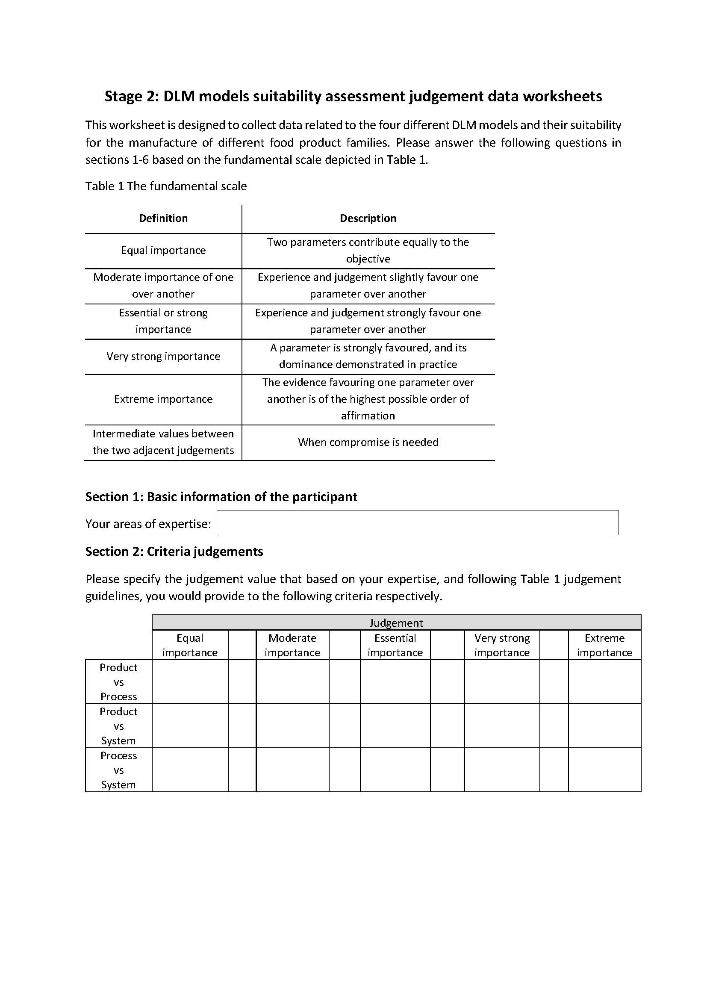 Stage 2: DLM models suitability assessment judgement data worksheets
This worksheet is designed to collect data related to the four different DLM models and their suitability
for the manufacture of different food product families. Please answer the following questions in
sections 1-6 based on the fundamental scale depicted in Table 1.
Table 1 The fundamental scale
Definition
Description
Equal importance
Two parameters contribute equally to the
objective
Moderate importance of one
over another
Experience and judgement slightly favour one
parameter over another
Essential or strong
importance
Experience and judgement strongly favour one
parameter over another
Very strong importance
A parameter is strongly favoured, and its
dominance demonstrated in practice
Extreme importance
The evidence favouring one parameter over
another is of the highest possible order of
affirmation
Intermediate values between
the two adjacent judgements
When compromise is needed
Section 1: Basic information of the participant
Your areas of expertise:
Section 2: Criteria judgements
Please specify the judgement value that based on your expertise, and following Table 1 judgement
guidelines, you would provide to the following criteria respectively.
Judgement
Equal
importance
Moderate
importance
Essential
importance
Very strong
importance
Extreme
importance
Product
vs
Process
Product
vs
System
Process
vs
System